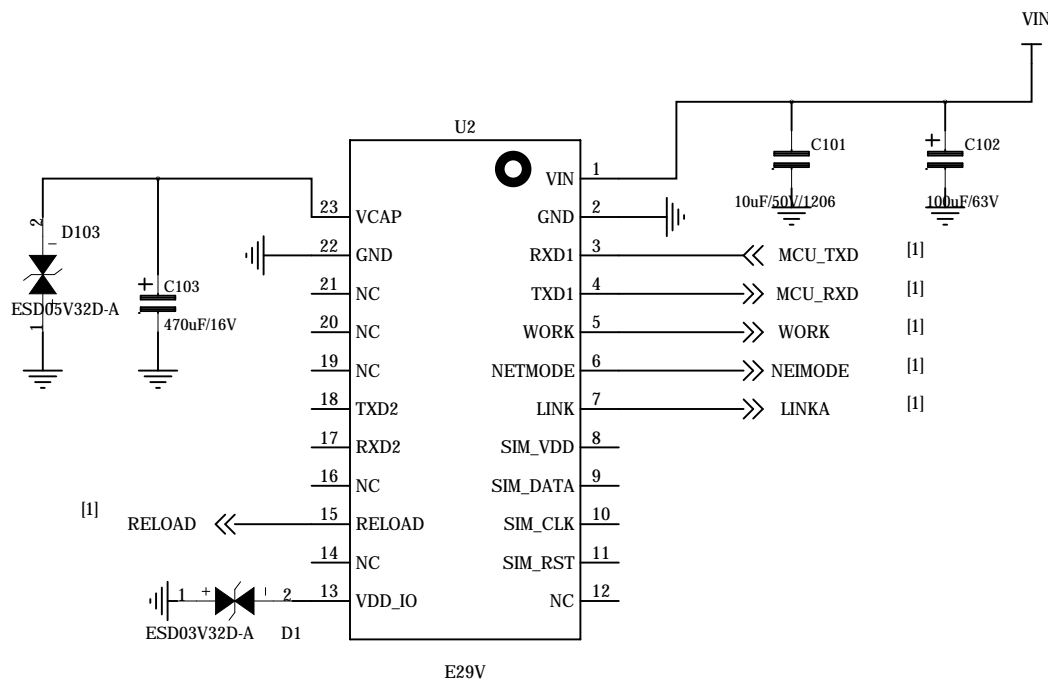 VIN
U2
C101
10uF/50V/1206
C102
100uF/63V
VIN 1
GND 2
RXD1 3 MCU_TXD [1]
TXD1 4 MCU_RXD [1]
WORK 5 WORK [1]
NETMODE 6 NEIMODE [1]
LINK 7 LINKA [1]
SIM_VDD 8
SIM_DATA 9
SIM_CLK 10
SIM_RST 11
NC 12
23 VCAP
22 GND
21 NC
20 NC
19 NC
18 TXD2
17 RXD2
16 NC
[1] RELOAD 15 RELOAD
14 NC
1 + 2 13 VDD_IO
ESD03V32D-A D1
2
D103
ESD05V32D-A
1
+ C103
470uF/16V
E29V